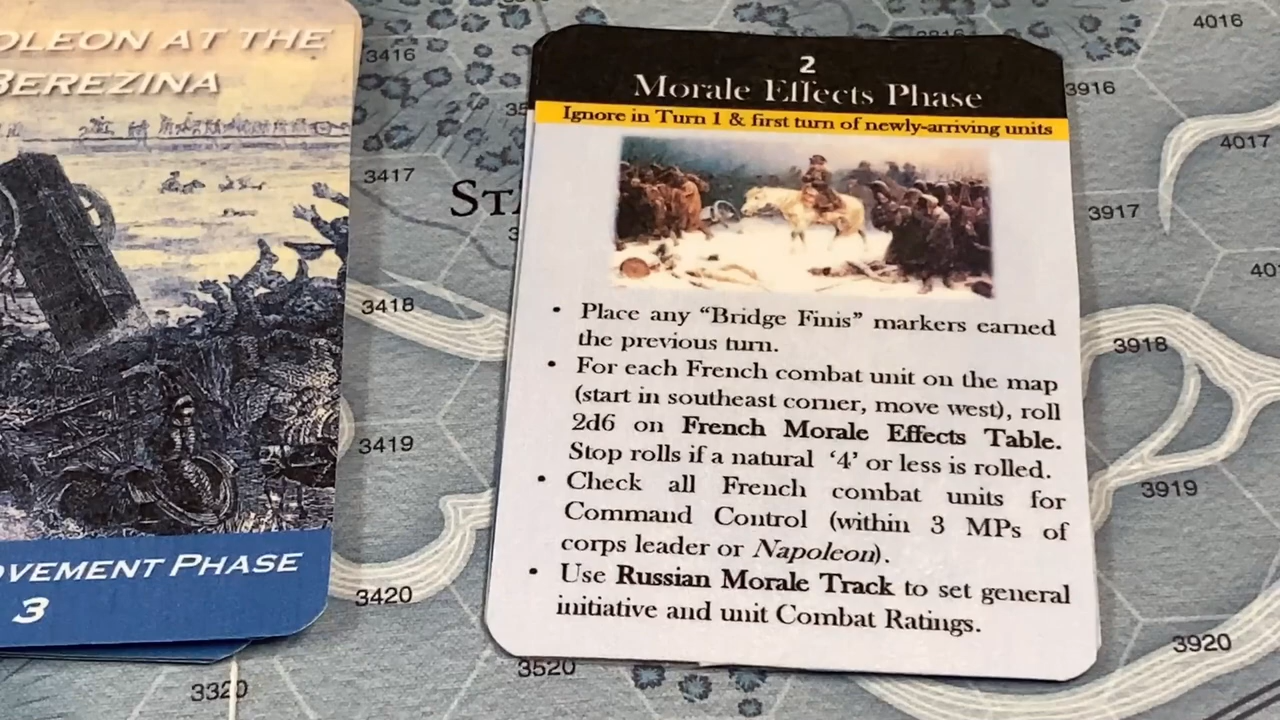 OLEON AT THE
BEREZINA
OVEMENT PHASE
3
2
Morale Effects Phase
Ignore in Turn 1 & first turn of newly-arriving units
• Place any “Bridge Finis” markers earned
the previous turn.
• For each French combat unit on the map
(start in southeast corner, move west), roll
2d6 on French Morale Effects Table.
Stop rolls if a natural ‘4’ or less is rolled.
• Check all French combat units for
Command Control (within 3 MPs of
corps leader or Napoleon).
• Use Russian Morale Track to set general
initiative and unit Combat Ratings.
3416
3417
St
3418
3419
3420
3320
3520
4016
3916
4017
3917
3918
3919
3920